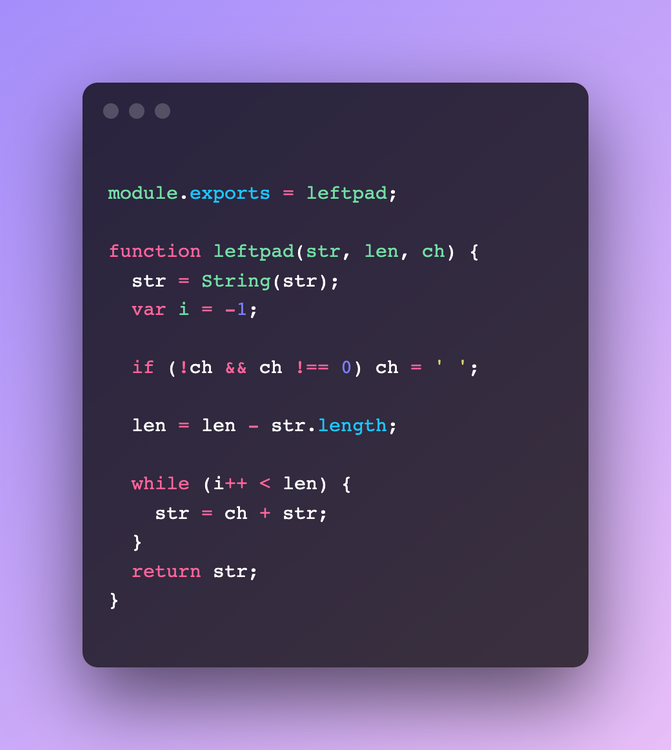 module.exports = leftpad;
function leftpad(str, len, ch) {
  str = String(str);
  var i = -1;
  if (!ch && ch !== 0) ch = ' ';
  len = len - str.length;
  while (i++ < len) {
    str = ch + str;
  }
  return str;
}